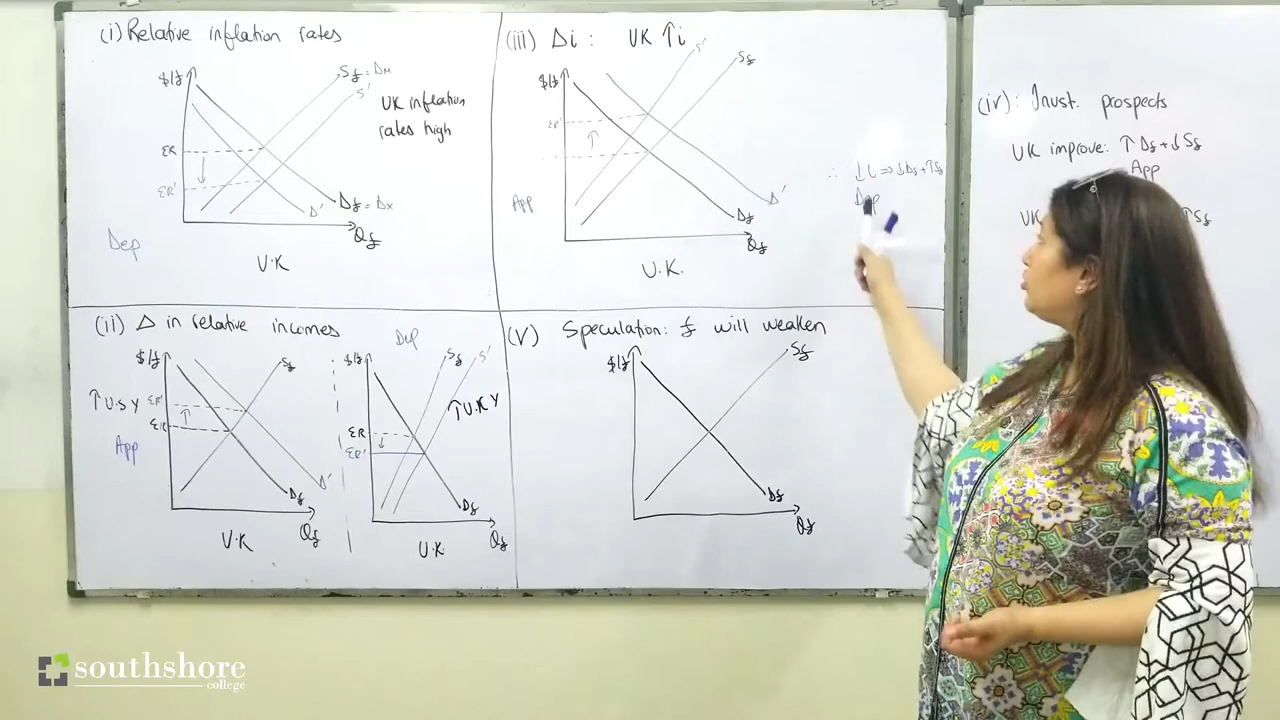 (i) Relative inflation rates
$/£
S£ = DM
S'
UK inflation
rates high
ER
ER'
D'
D£ = DX
Q£
Dep
U.K
(iii) Δi : UK ↑i
$/£
S'
S£
ER'
↑
App
D'
D£
Q£
U.K.
∴ ↓i ⇒ ↓D£ + ↑S£
Dep
(iv): Invst. prospects
UK improve: ↑D£ + ↓S£
App
UK
↑S£
(ii) Δ in relative incomes
$/£
S£
↑U.S Y
ER'
ER
↑
App
D'
D£
Q£
U.K
Dep
$/£
S£
S'
↑U.K Y
ER
ER'
↓
D£
Q£
U.K
(V) Speculation: £ will weaken
$/£
S£
D£
Q£
southshore
college